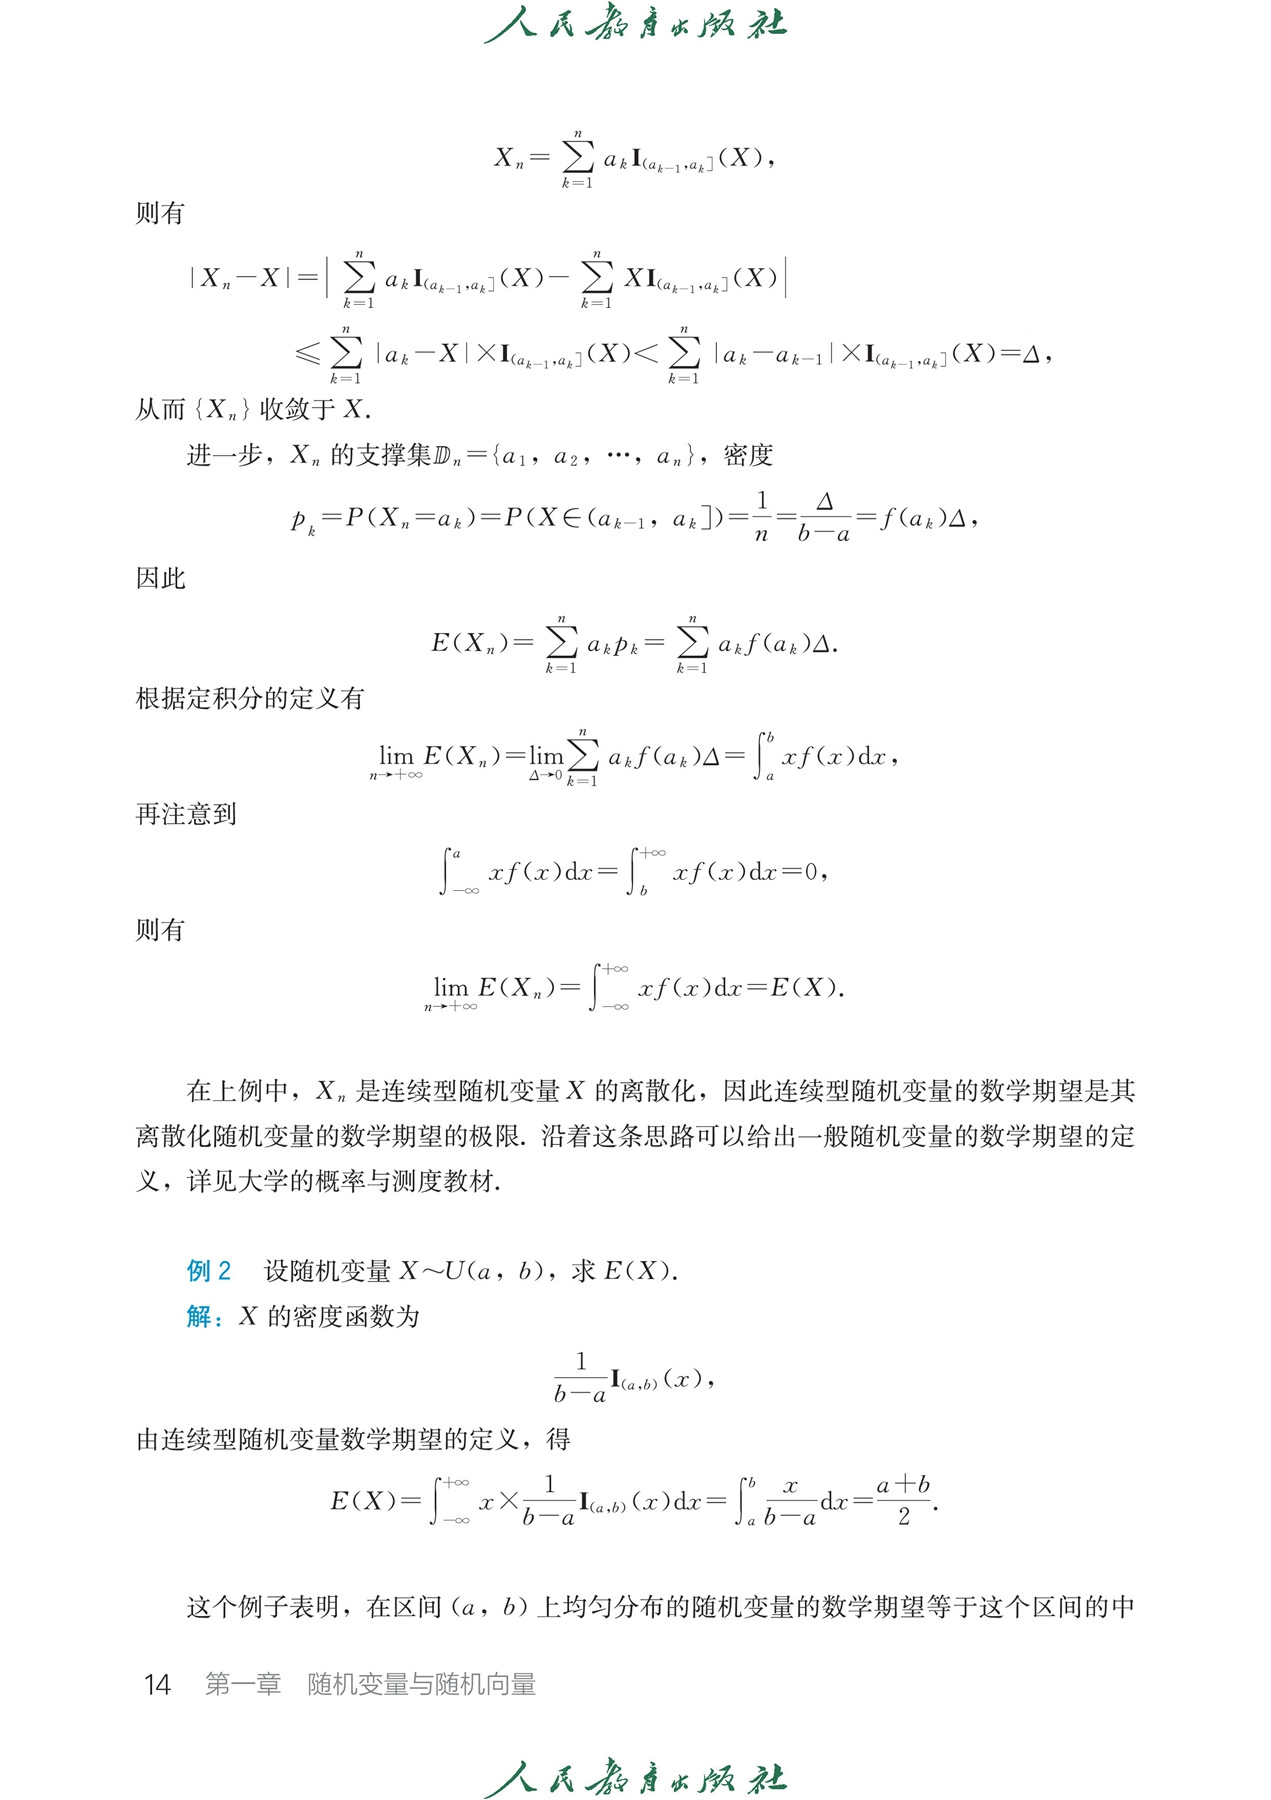 人民教育出版社
$X_n=\sum_{k=1}^{n}a_k\mathbf{I}_{(a_{k-1},a_k]}(X)$，
则有
$|X_n-X|=\left|\sum_{k=1}^{n}a_k\mathbf{I}_{(a_{k-1},a_k]}(X)-\sum_{k=1}^{n}X\mathbf{I}_{(a_{k-1},a_k]}(X)\right|$
$\leqslant\sum_{k=1}^{n}|a_k-X|\times\mathbf{I}_{(a_{k-1},a_k]}(X)<\sum_{k=1}^{n}|a_k-a_{k-1}|\times\mathbf{I}_{(a_{k-1},a_k]}(X)=\Delta$，
从而 $\{X_n\}$ 收敛于 $X$．
进一步，$X_n$ 的支撑集$\mathbb{D}_n=\{a_1，a_2，\cdots，a_n\}$，密度
$p_k=P(X_n=a_k)=P(X\in(a_{k-1}，a_k])=\frac{1}{n}=\frac{\Delta}{b-a}=f(a_k)\Delta$，
因此
$E(X_n)=\sum_{k=1}^{n}a_kp_k=\sum_{k=1}^{n}a_kf(a_k)\Delta$．
根据定积分的定义有
$\lim_{n\to+\infty}E(X_n)=\lim_{\Delta\to0}\sum_{k=1}^{n}a_kf(a_k)\Delta=\int_a^b xf(x)\mathrm{d}x$，
再注意到
$\int_{-\infty}^{a}xf(x)\mathrm{d}x=\int_b^{+\infty}xf(x)\mathrm{d}x=0$，
则有
$\lim_{n\to+\infty}E(X_n)=\int_{-\infty}^{+\infty}xf(x)\mathrm{d}x=E(X)$．
在上例中，$X_n$ 是连续型随机变量 $X$ 的离散化，因此连续型随机变量的数学期望是其
离散化随机变量的数学期望的极限．沿着这条思路可以给出一般随机变量的数学期望的定
义，详见大学的概率与测度教材．
例 2 设随机变量 $X\sim U(a，b)$，求 $E(X)$．
解：$X$ 的密度函数为
$\frac{1}{b-a}\mathbf{I}_{(a,b)}(x)$，
由连续型随机变量数学期望的定义，得
$E(X)=\int_{-\infty}^{+\infty}x\times\frac{1}{b-a}\mathbf{I}_{(a,b)}(x)\mathrm{d}x=\int_a^b\frac{x}{b-a}\mathrm{d}x=\frac{a+b}{2}$．
这个例子表明，在区间 $(a，b)$ 上均匀分布的随机变量的数学期望等于这个区间的中
14 第一章 随机变量与随机向量
人民教育出版社